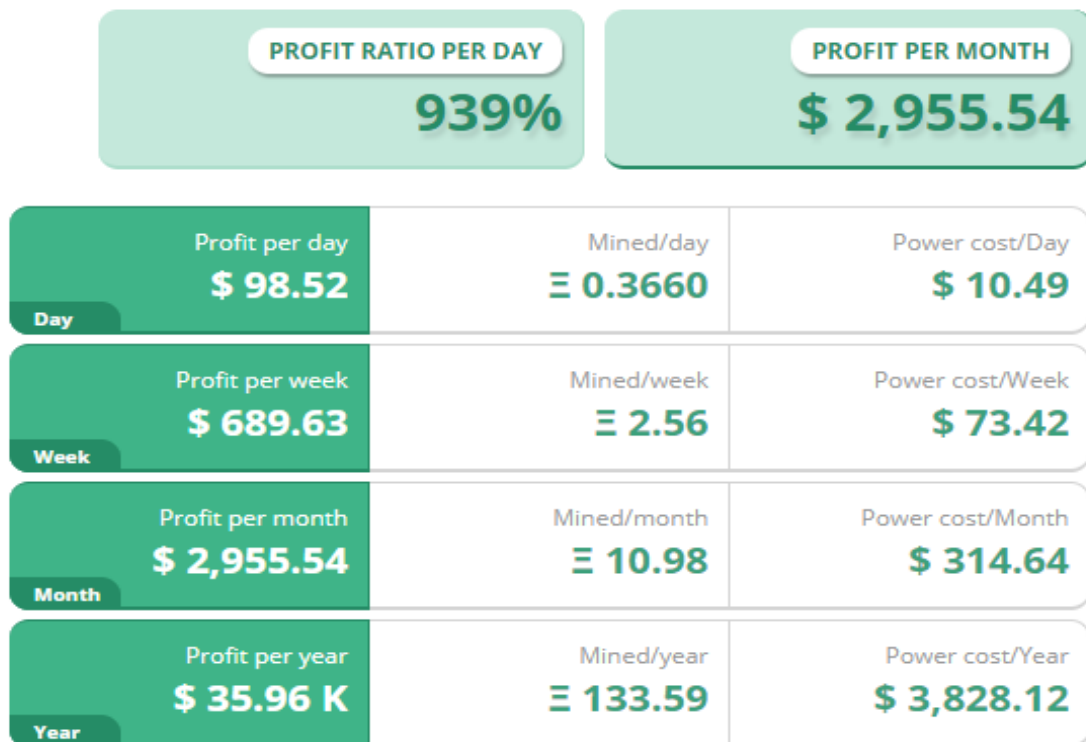 PROFIT RATIO PER DAY
939%
PROFIT PER MONTH
$ 2,955.54
Profit per day
$ 98.52
Day
Mined/day
Ξ 0.3660
Power cost/Day
$ 10.49
Profit per week
$ 689.63
Week
Mined/week
Ξ 2.56
Power cost/Week
$ 73.42
Profit per month
$ 2,955.54
Month
Mined/month
Ξ 10.98
Power cost/Month
$ 314.64
Profit per year
$ 35.96 K
Year
Mined/year
Ξ 133.59
Power cost/Year
$ 3,828.12